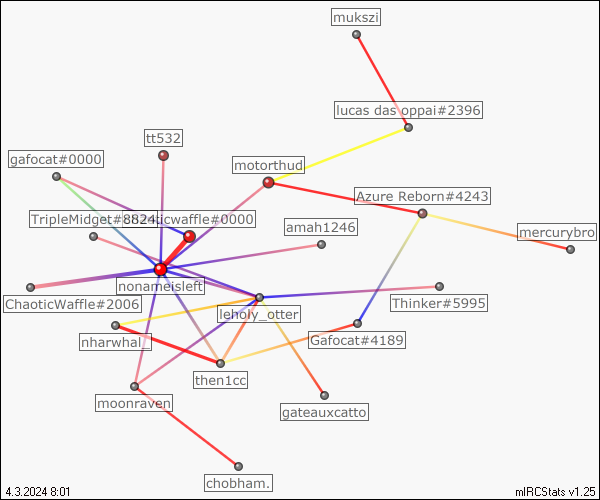 mukszi
lucas das oppai#2396
tt532
gafocat#0000
motorthud
Azure Reborn#4243
TripleMidget#8824
chaoticwaffle#0000
amah1246
mercurybro
nonameisleft
ChaoticWaffle#2006
Thinker#5995
leholy_otter
nharwhal_
Gafocat#4189
then1cc
moonraven
gateauxcatto
chobham.
4.3.2024 8:01
mIRCStats v1.25